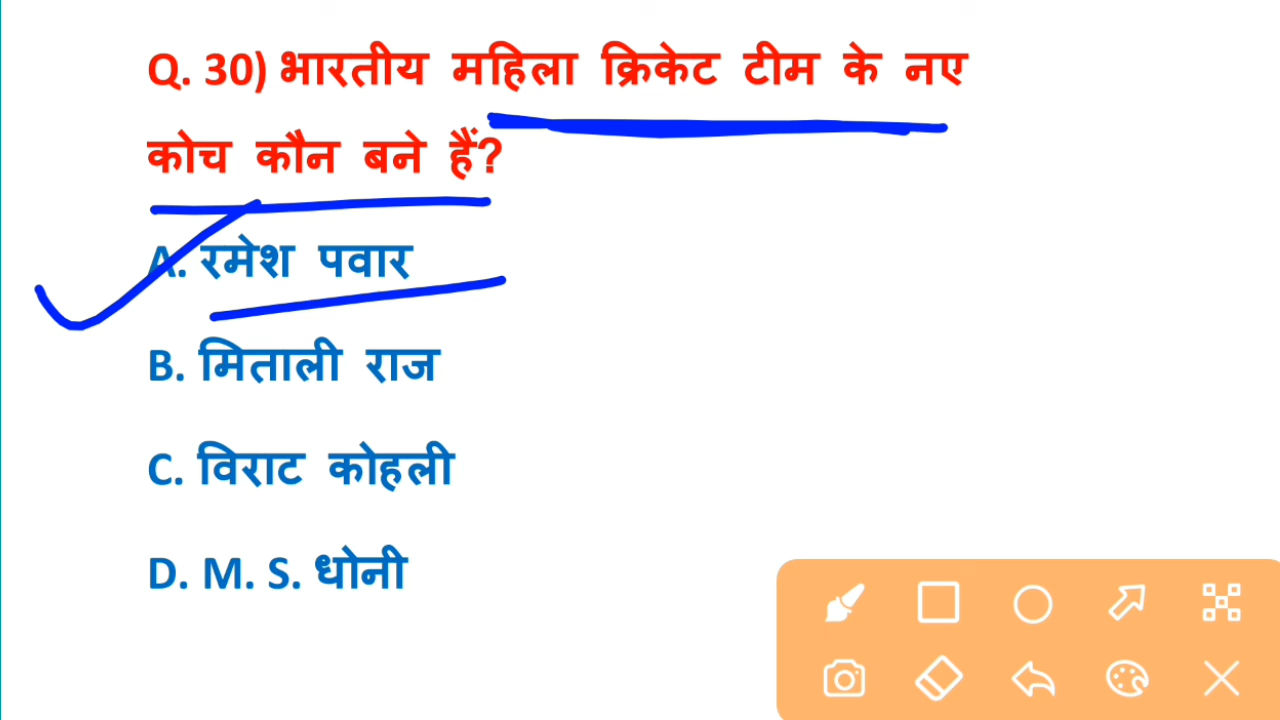 Q. 30) भारतीय महिला क्रिकेट टीम के नए
कोच कौन बने हैं?
A. रमेश पवार
B. मिताली राज
C. विराट कोहली
D. M. S. धोनी